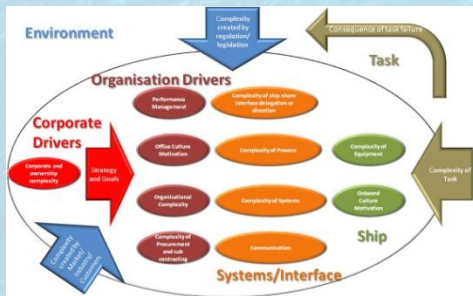 Environment
Complexity
created by
regulation/
legislation
Consequence of task failure
Task
Organisation Drivers
Performance
Management
Complexity of ship shore
interface delegation or
direction
Corporate
Drivers
Corporate and
ownership
complexity
Strategy
and Goals
Office Culture
Motivation
Complexity of Process
Complexity of
Equipment
Complexity of
Task
Organisational
Complexity
Complexity of Systems
Onboard
Culture
Motivation
Complexity
created by
Market/
industry/
Customers
Complexity of
Procurement
and sub
contracting
Communication
Ship
Systems/Interface